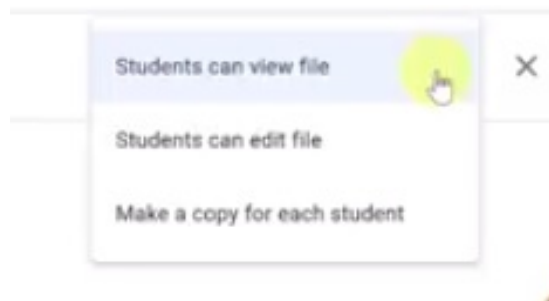 Students can view file
Students can edit file
Make a copy for each student